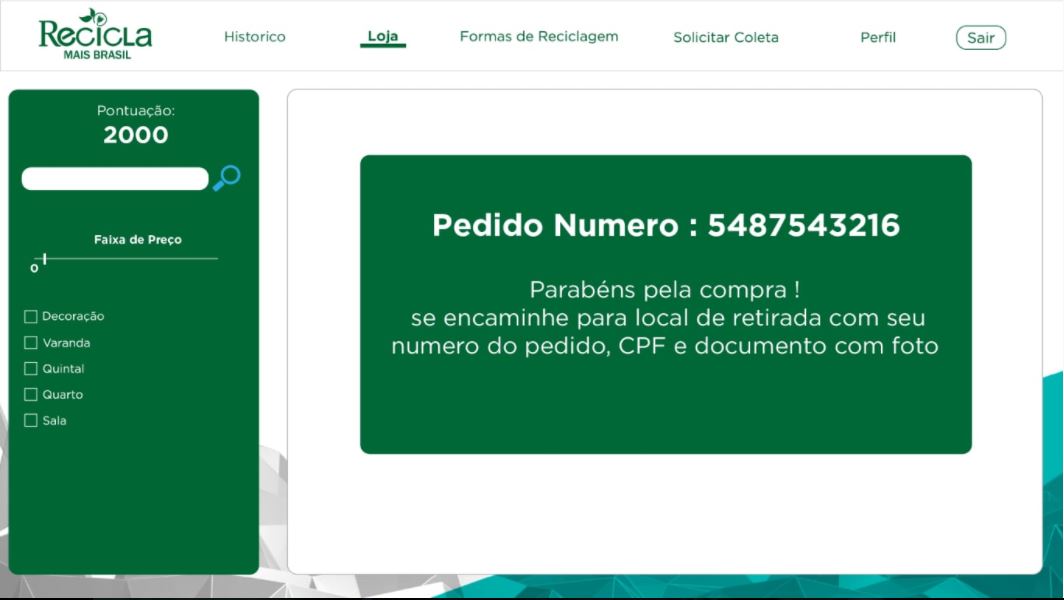 Recicla
MAIS BRASIL
Historico
Loja
Formas de Reciclagem
Solicitar Coleta
Perfil
Sair
Pontuação:
2000
Faixa de Preço
0
Decoração
Varanda
Quintal
Quarto
Sala
Pedido Numero : 5487543216
Parabéns pela compra !
se encaminhe para local de retirada com seu
numero do pedido, CPF e documento com foto